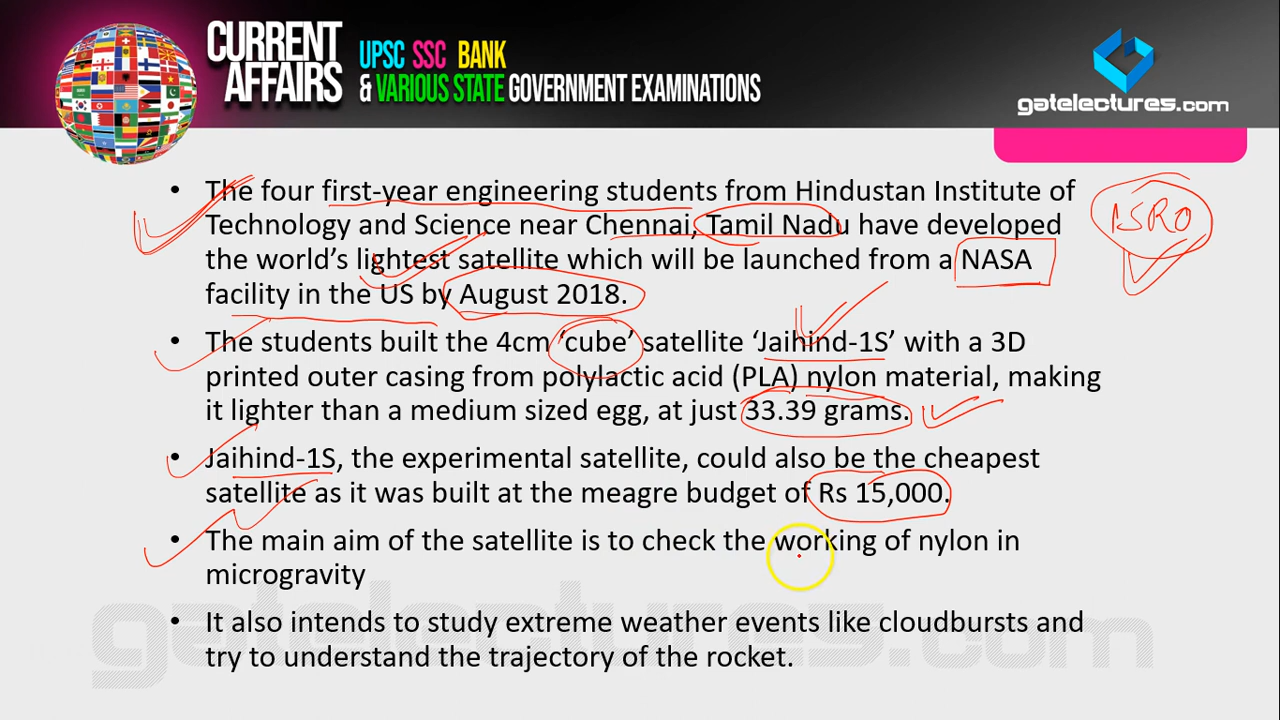 CURRENT
AFFAIRS
UPSC SSC BANK
& VARIOUS STATE GOVERNMENT EXAMINATIONS
gatelectures.com
• The four first-year engineering students from Hindustan Institute of
Technology and Science near Chennai, Tamil Nadu have developed
the world's lightest satellite which will be launched from a NASA
facility in the US by August 2018.
ISRO
• The students built the 4cm 'cube' satellite 'Jaihind-1S' with a 3D
printed outer casing from polylactic acid (PLA) nylon material, making
it lighter than a medium sized egg, at just 33.39 grams.
• Jaihind-1S, the experimental satellite, could also be the cheapest
satellite as it was built at the meagre budget of Rs 15,000.
• The main aim of the satellite is to check the working of nylon in
microgravity
• It also intends to study extreme weather events like cloudbursts and
try to understand the trajectory of the rocket.
gatelectures.com